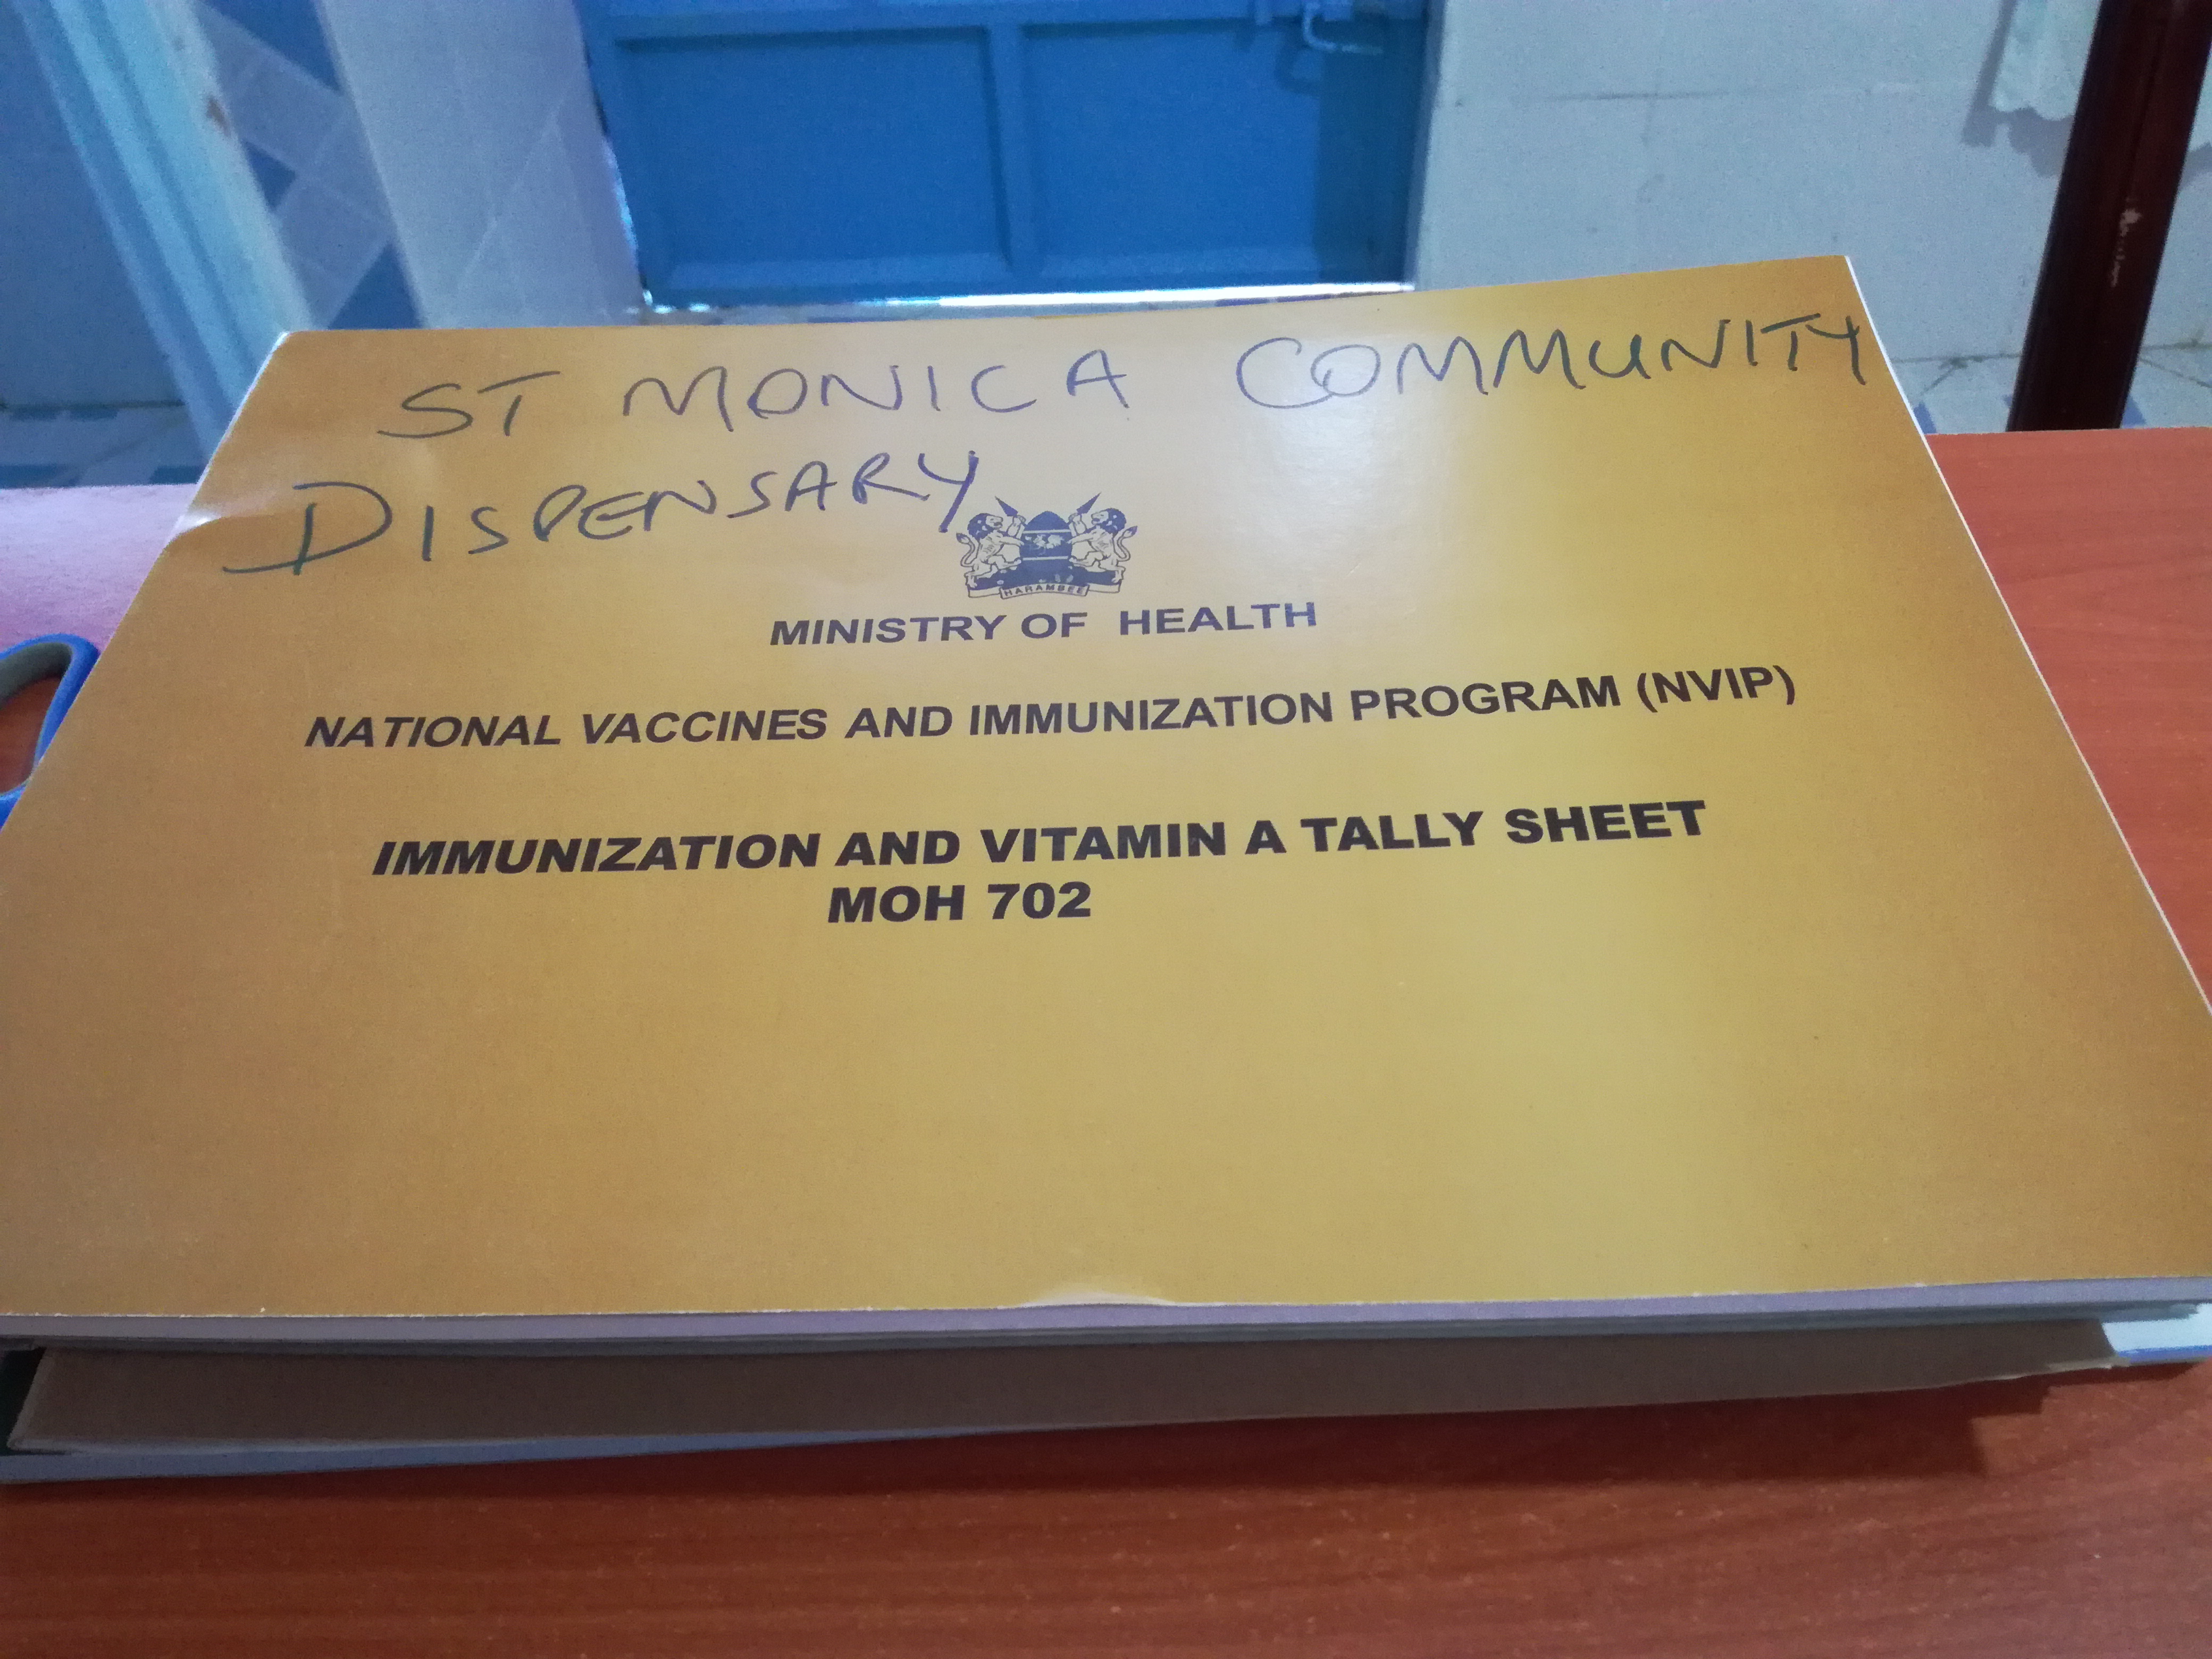 ST MONICA COMMUNITY
DISPENSARY
HARAMBEE
MINISTRY OF HEALTH
NATIONAL VACCINES AND IMMUNIZATION PROGRAM (NVIP)
IMMUNIZATION AND VITAMIN A TALLY SHEET
MOH 702